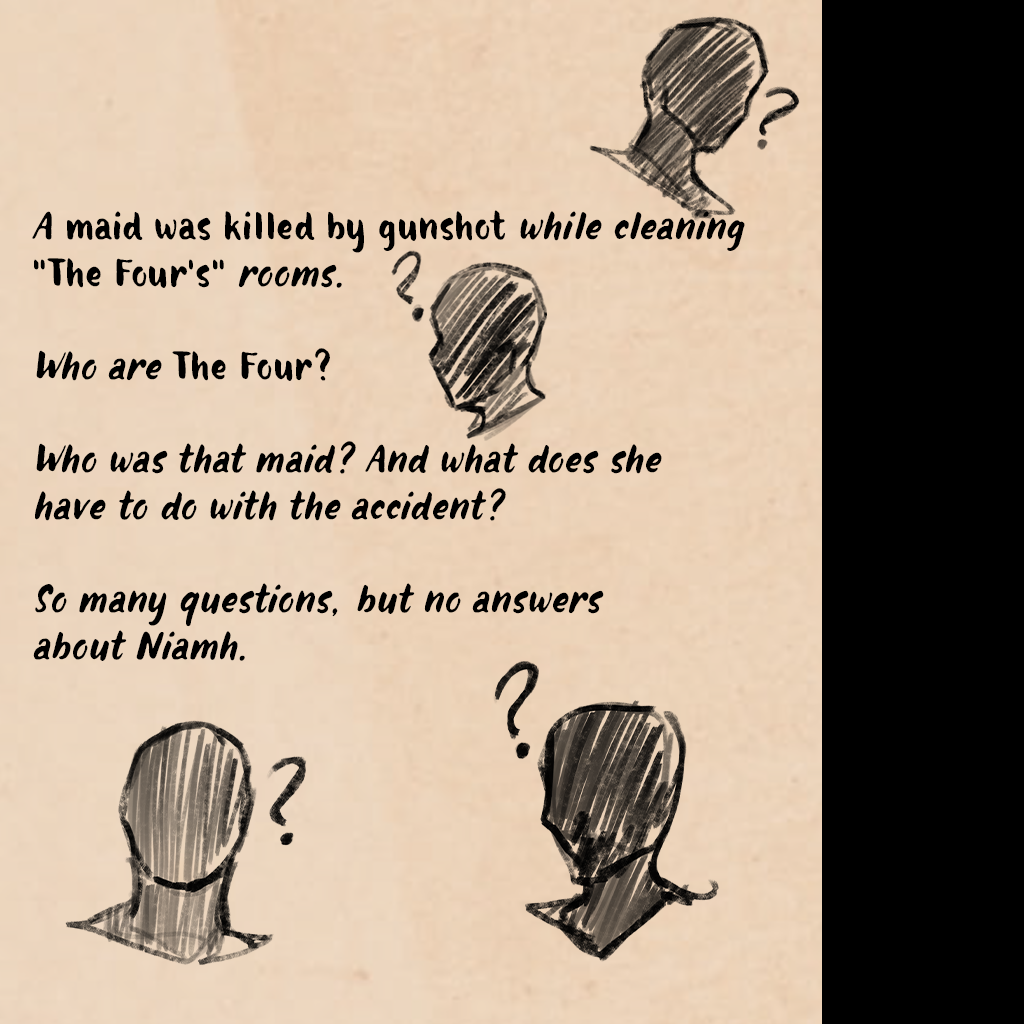 A maid was killed by gunshot while cleaning
"The Four's" rooms.
Who are The Four?
Who was that maid? And what does she
have to do with the accident?
So many questions, but no answers
about Niamh.
?
?
?
?